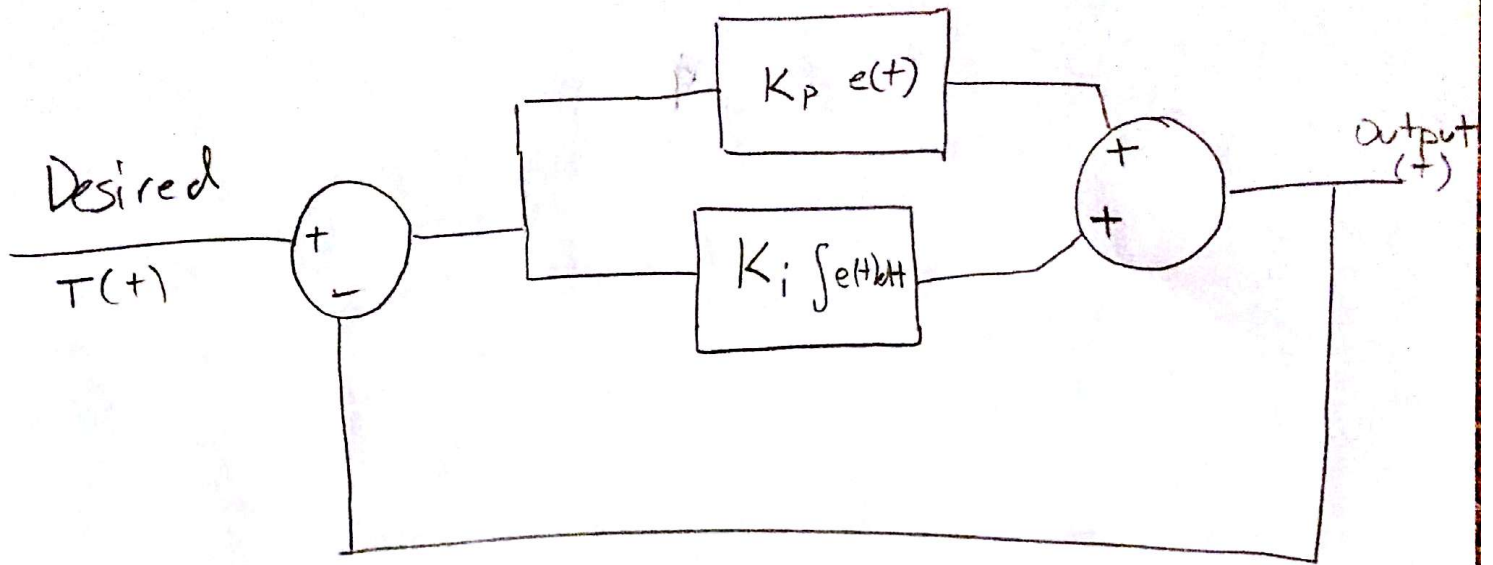 Desired
T(t)
+
-
Kp e(t)
Ki ∫e(t)dt
+
+
output
(t)